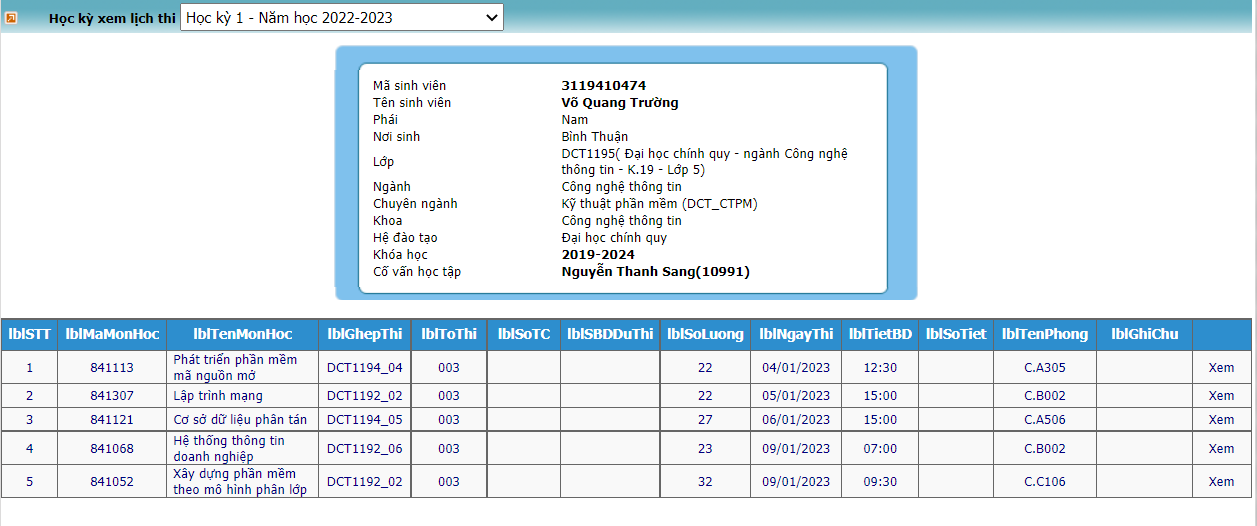 Học kỳ xem lịch thi Học kỳ 1 - Năm học 2022-2023
Mã sinh viên 3119410474
Tên sinh viên Võ Quang Trường
Phái Nam
Nơi sinh Bình Thuận
Lớp DCT1195( Đại học chính quy - ngành Công nghệ
thông tin - K.19 - Lớp 5)
Ngành Công nghệ thông tin
Chuyên ngành Kỹ thuật phần mềm (DCT_CTPM)
Khoa Công nghệ thông tin
Hệ đào tạo Đại học chính quy
Khóa học 2019-2024
Cố vấn học tập Nguyễn Thanh Sang(10991)
lblSTT lblMaMonHoc lblTenMonHoc lblGhepThi lblToThi lblSoTC lblSBDDuThi lblSoLuong lblNgayThi lblTietBD lblSoTiet lblTenPhong lblGhiChu
1 841113 Phát triển phần mềm
mã nguồn mở DCT1194_04 003 22 04/01/2023 12:30 C.A305 Xem
2 841307 Lập trình mạng DCT1192_02 003 22 05/01/2023 15:00 C.B002 Xem
3 841121 Cơ sở dữ liệu phân tán DCT1194_05 003 27 06/01/2023 15:00 C.A506 Xem
4 841068 Hệ thống thông tin
doanh nghiệp DCT1192_06 003 23 09/01/2023 07:00 C.B002 Xem
5 841052 Xây dựng phần mềm
theo mô hình phân lớp DCT1192_02 003 32 09/01/2023 09:30 C.C106 Xem